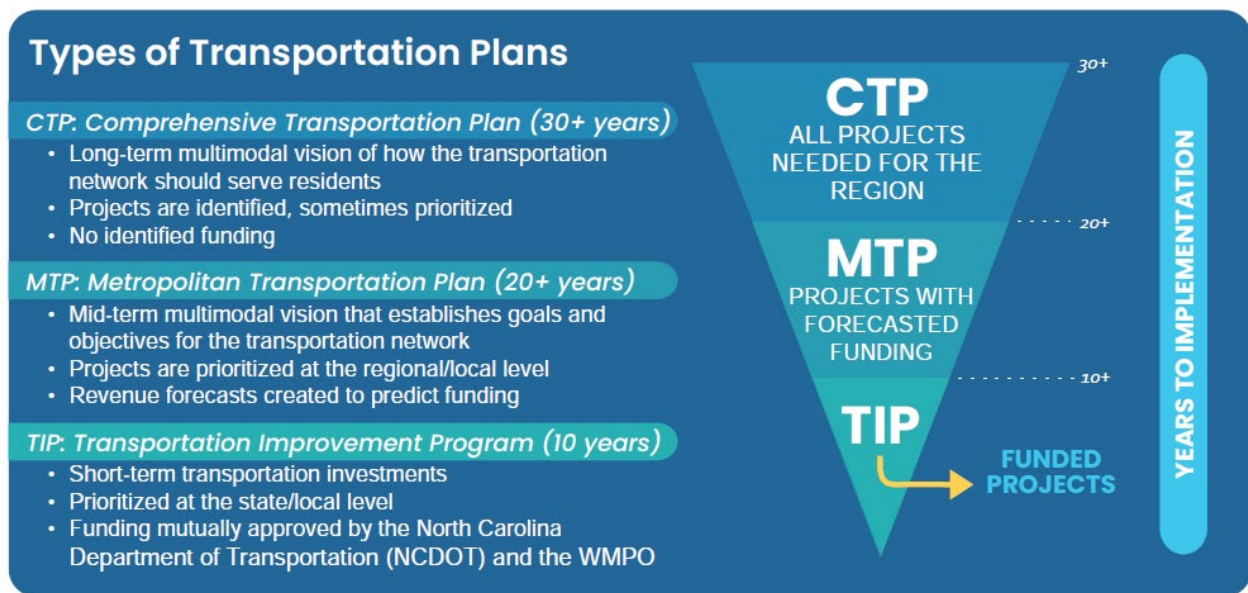 Types of Transportation Plans
CTP: Comprehensive Transportation Plan (30+ years)
• Long-term multimodal vision of how the transportation
network should serve residents
• Projects are identified, sometimes prioritized
• No identified funding
MTP: Metropolitan Transportation Plan (20+ years)
• Mid-term multimodal vision that establishes goals and
objectives for the transportation network
• Projects are prioritized at the regional/local level
• Revenue forecasts created to predict funding
TIP: Transportation Improvement Program (10 years)
• Short-term transportation investments
• Prioritized at the state/local level
• Funding mutually approved by the North Carolina
Department of Transportation (NCDOT) and the WMPO
CTP
ALL PROJECTS
NEEDED FOR THE
REGION
MTP
PROJECTS WITH
FORECASTED
FUNDING
TIP
FUNDED
PROJECTS
30+
20+
10+
YEARS TO IMPLEMENTATION